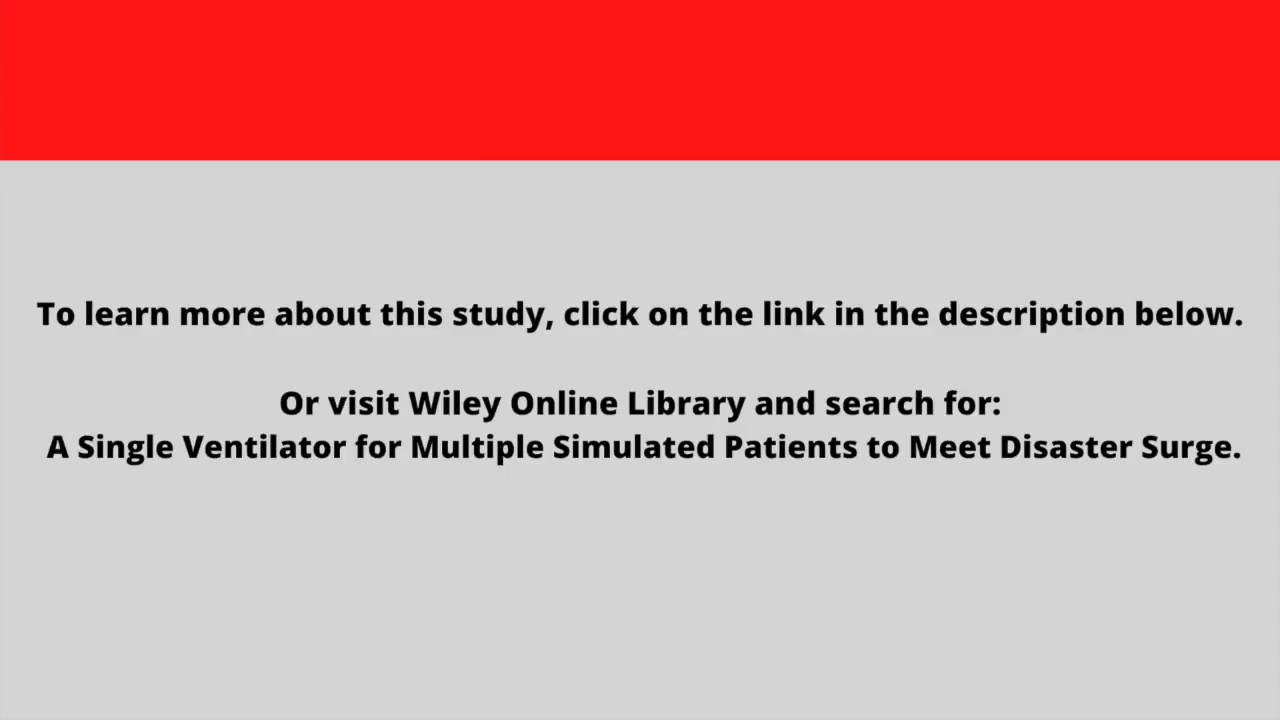 To learn more about this study, click on the link in the description below.
Or visit Wiley Online Library and search for:
A Single Ventilator for Multiple Simulated Patients to Meet Disaster Surge.